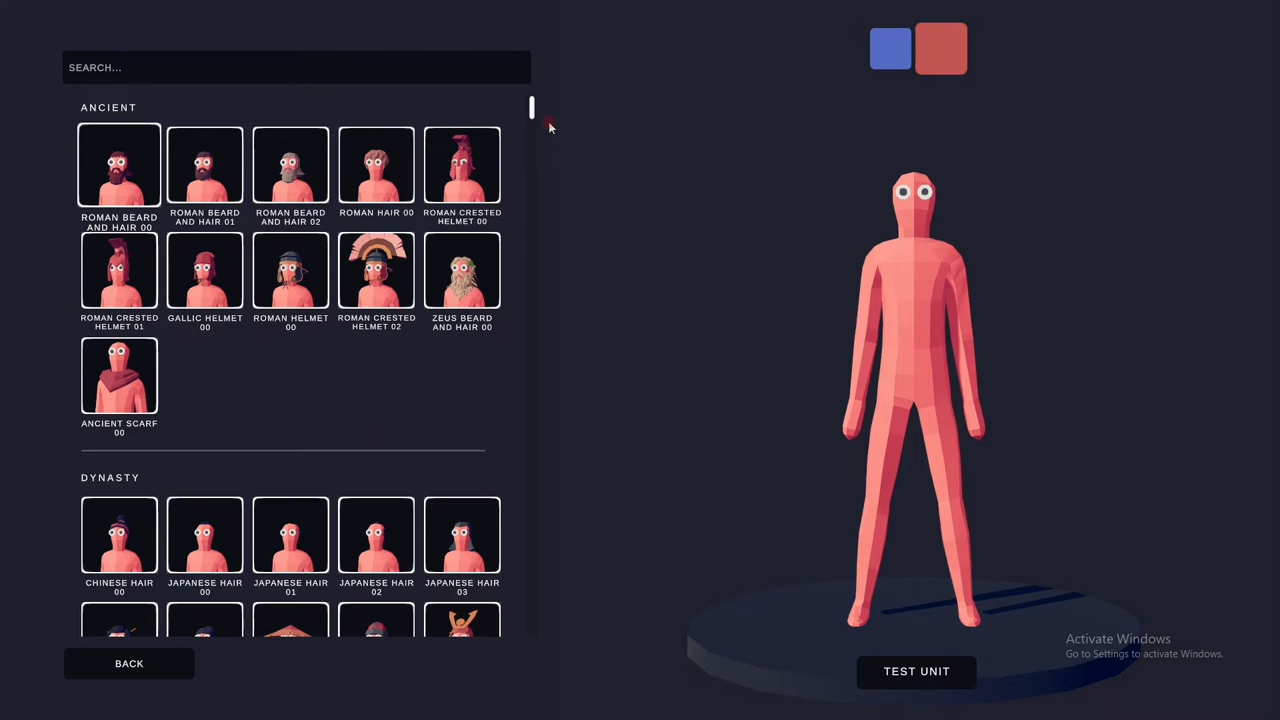 SEARCH...
ANCIENT
ROMAN BEARD
AND HAIR 00
ROMAN BEARD
AND HAIR 01
ROMAN BEARD
AND HAIR 02
ROMAN HAIR 00
ROMAN CRESTED
HELMET 00
ROMAN CRESTED
HELMET 01
GALLIC HELMET
00
ROMAN HELMET
00
ROMAN CRESTED
HELMET 02
ZEUS BEARD
AND HAIR 00
ANCIENT SCARF
00
DYNASTY
CHINESE HAIR
00
JAPANESE HAIR
00
JAPANESE HAIR
01
JAPANESE HAIR
02
JAPANESE HAIR
03
BACK
TEST UNIT
Activate Windows
Go to Settings to activate Windows.